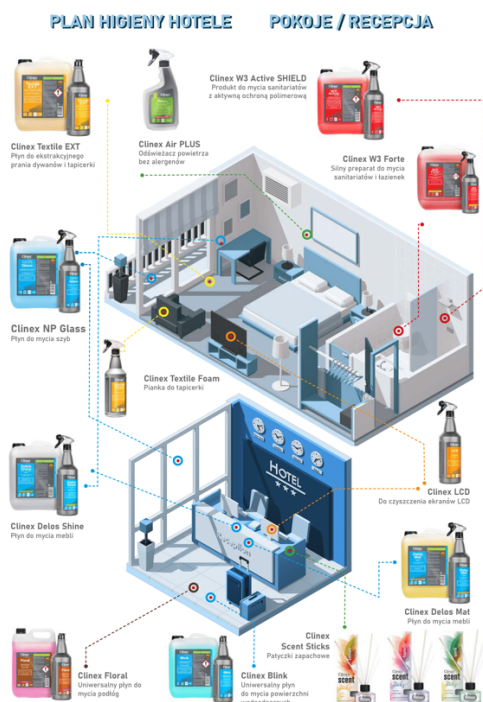 PLAN HIGIENY HOTELE POKOJE / RECEPCJA
Clinex W3 Active SHIELD
Produkt do mycia sanitariatów
z aktywną ochroną polimerową
Clinex Textile EXT
Płyn do ekstrakcyjnego
prania dywanów i tapicerki
Clinex Air PLUS
Odświeżacz powietrza
bez alergenów
Clinex W3 Forte
Silny preparat do mycia
sanitariatów i łazienek
Clinex NP Glass
Płyn do mycia szyb
Clinex Textile Foam
Pianka do tapicerki
HOTEL
Clinex LCD
Do czyszczenia ekranów LCD
Clinex Delos Shine
Płyn do mycia mebli
Clinex Delos Mat
Płyn do mycia mebli
Clinex
Scent Sticks
Patyczki zapachowe
scent
scent
scent
Clinex Floral
Uniwersalny płyn do
mycia podłóg
Clinex Blink
Uniwersalny płyn
do mycia powierzchni